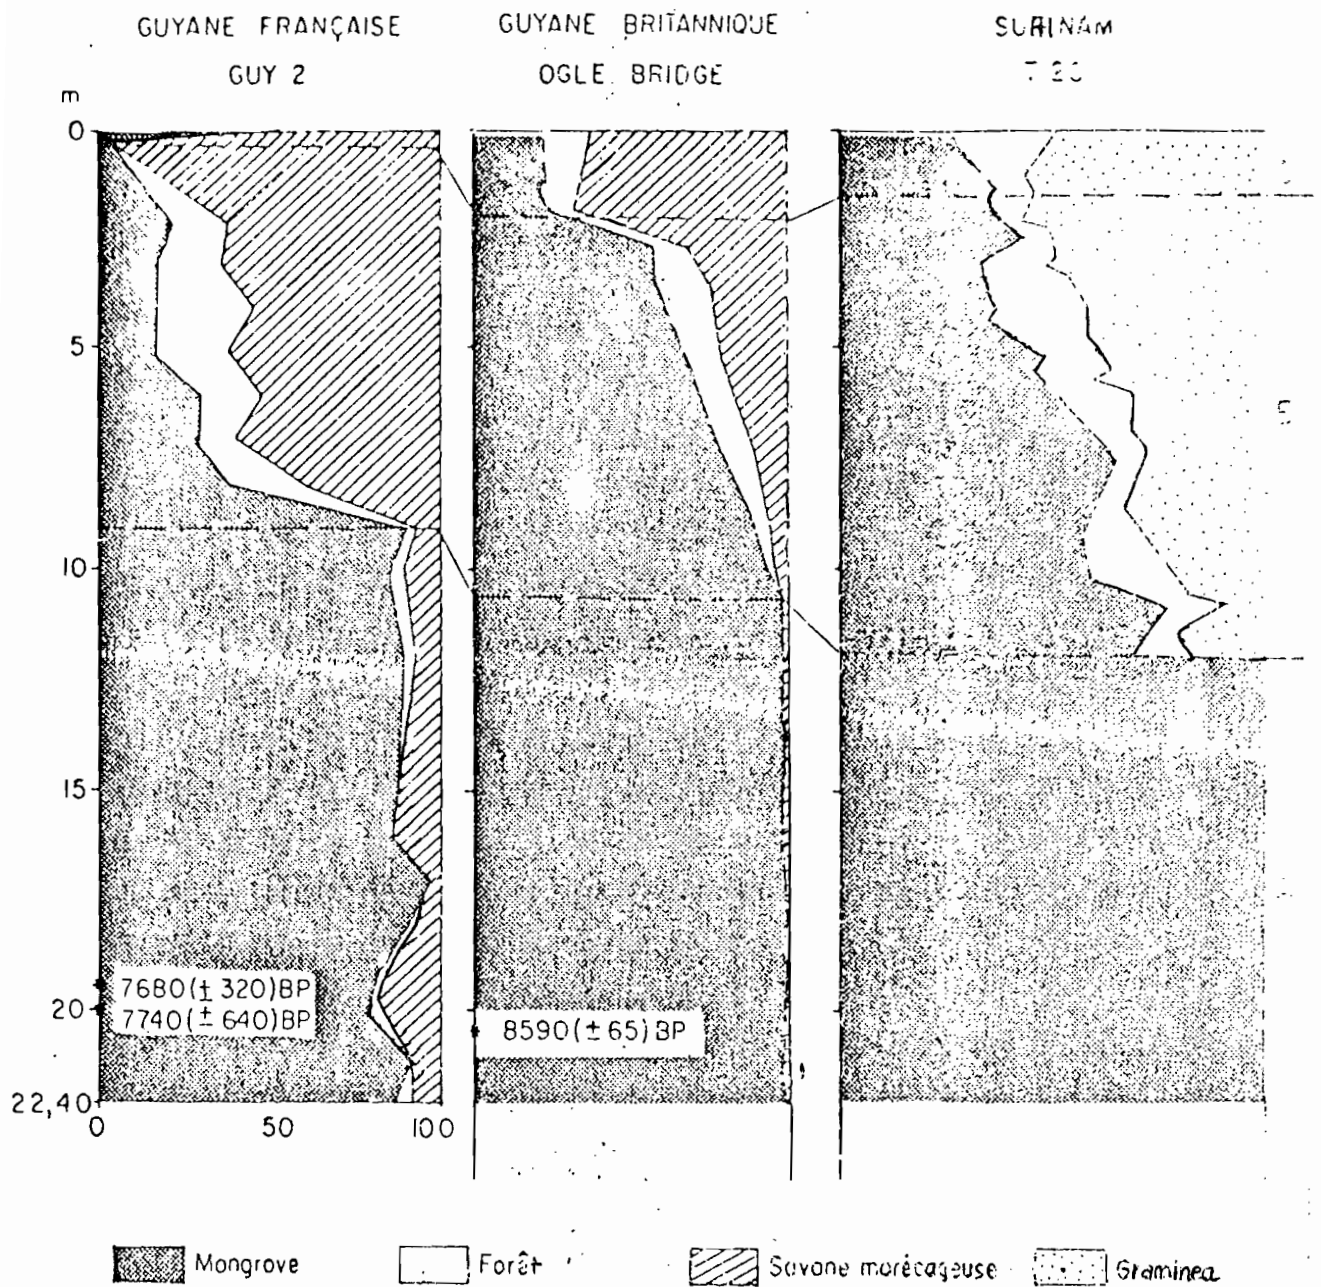 GUYANE FRANÇAISE
GUY 2
GUYANE BRITANNIQUE
OGLE BRIDGE
SURINAM
m
0
5
10
15
20
22,40
7680(± 320)BP
7740(± 640)BP
8590(± 65)BP
0 50 100
Mongrove
Forêt
Savane marécageuse
Graminea